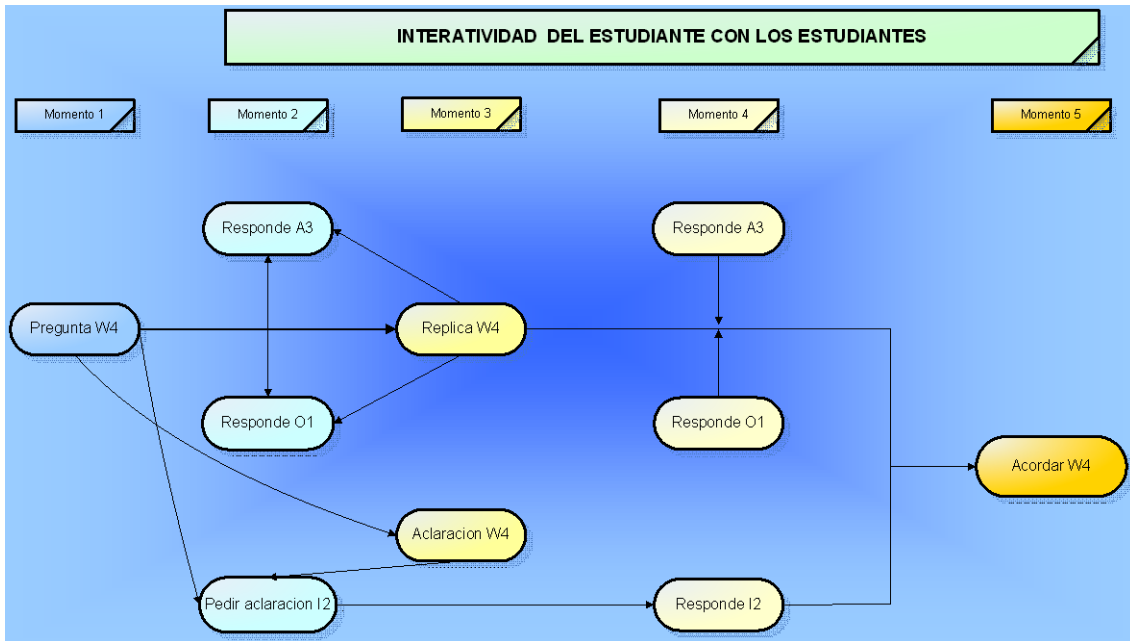 INTERATIVIDAD DEL ESTUDIANTE CON LOS ESTUDIANTES
Momento 1
Momento 2
Momento 3
Momento 4
Momento 5
Responde A3
Responde A3
Pregunta W4
Replica W4
Responde O1
Responde O1
Acordar W4
Aclaracion W4
Pedir aclaracion I2
Responde I2